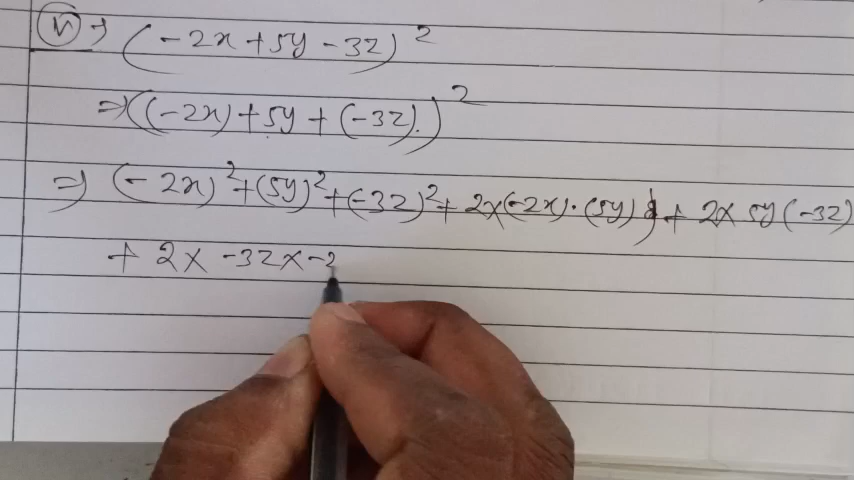 (v) → (-2x + 5y - 3z)²
⇒ ((-2x) + 5y + (-3z))²
⇒ (-2x)² + (5y)² + (-3z)² + 2×(-2x)·(5y) + 2× 5y (-3z)
+ 2× -3z × -2